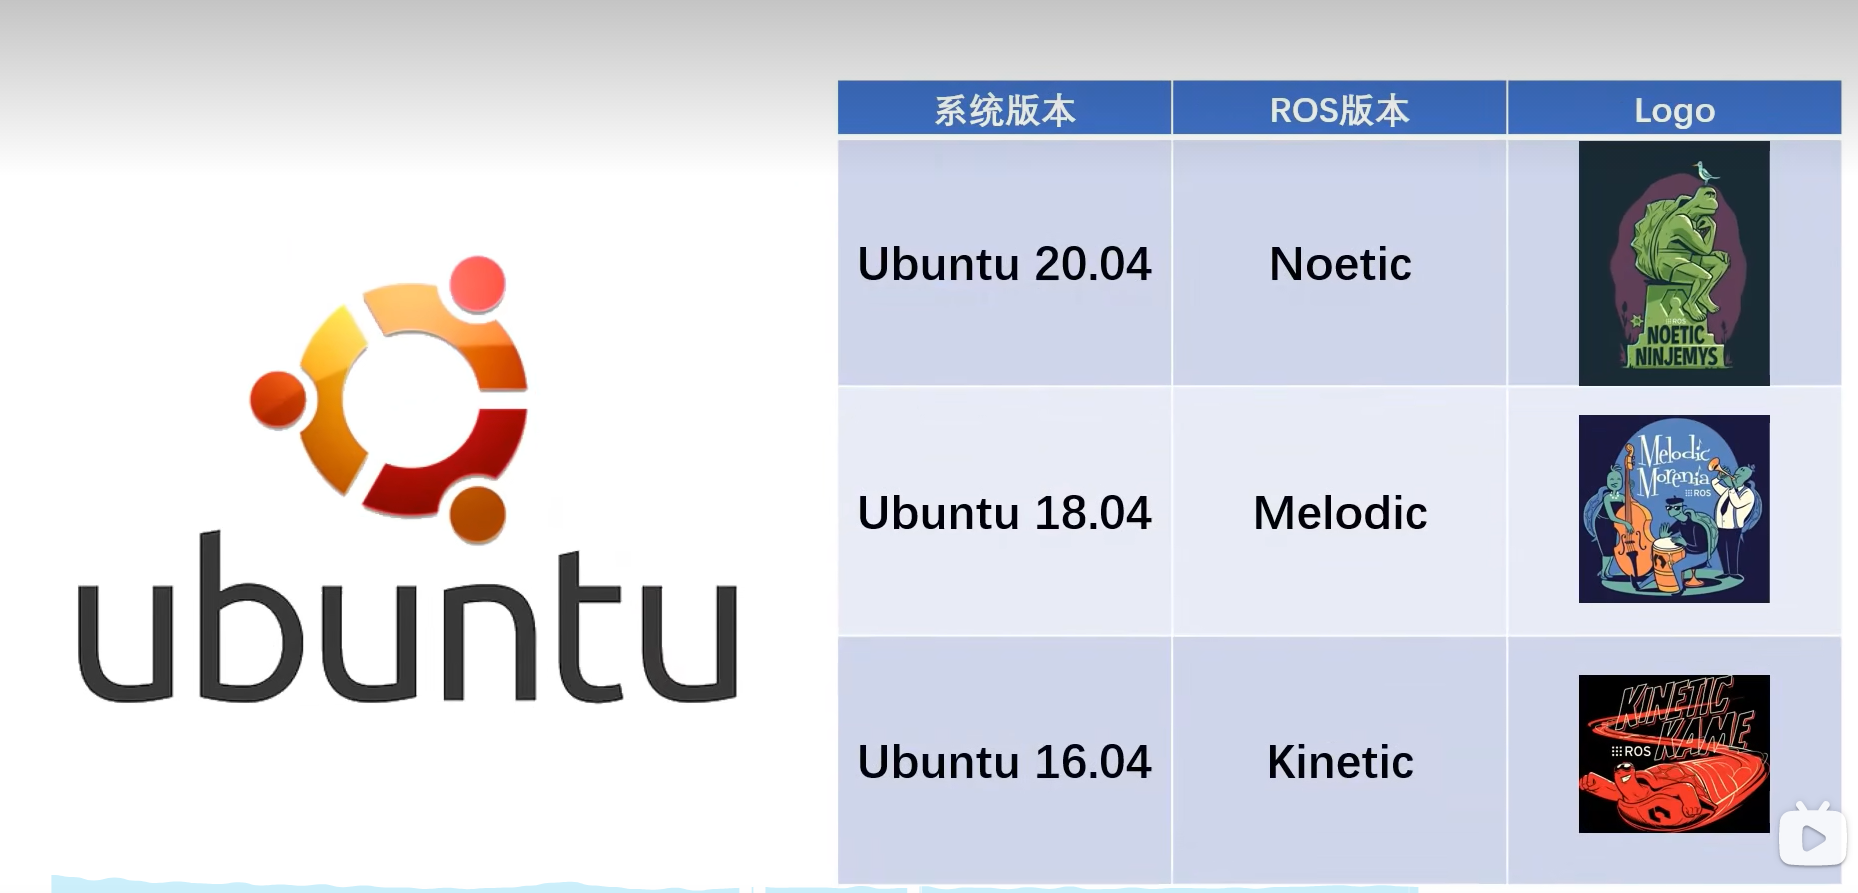 ubuntu
系统版本 ROS版本 Logo
Ubuntu 20.04 Noetic
ROS
NOETIC
NINJEMYS
Ubuntu 18.04 Melodic
Melodic
Morenia
ROS
Ubuntu 16.04 Kinetic
KINETIC
KAME
ROS